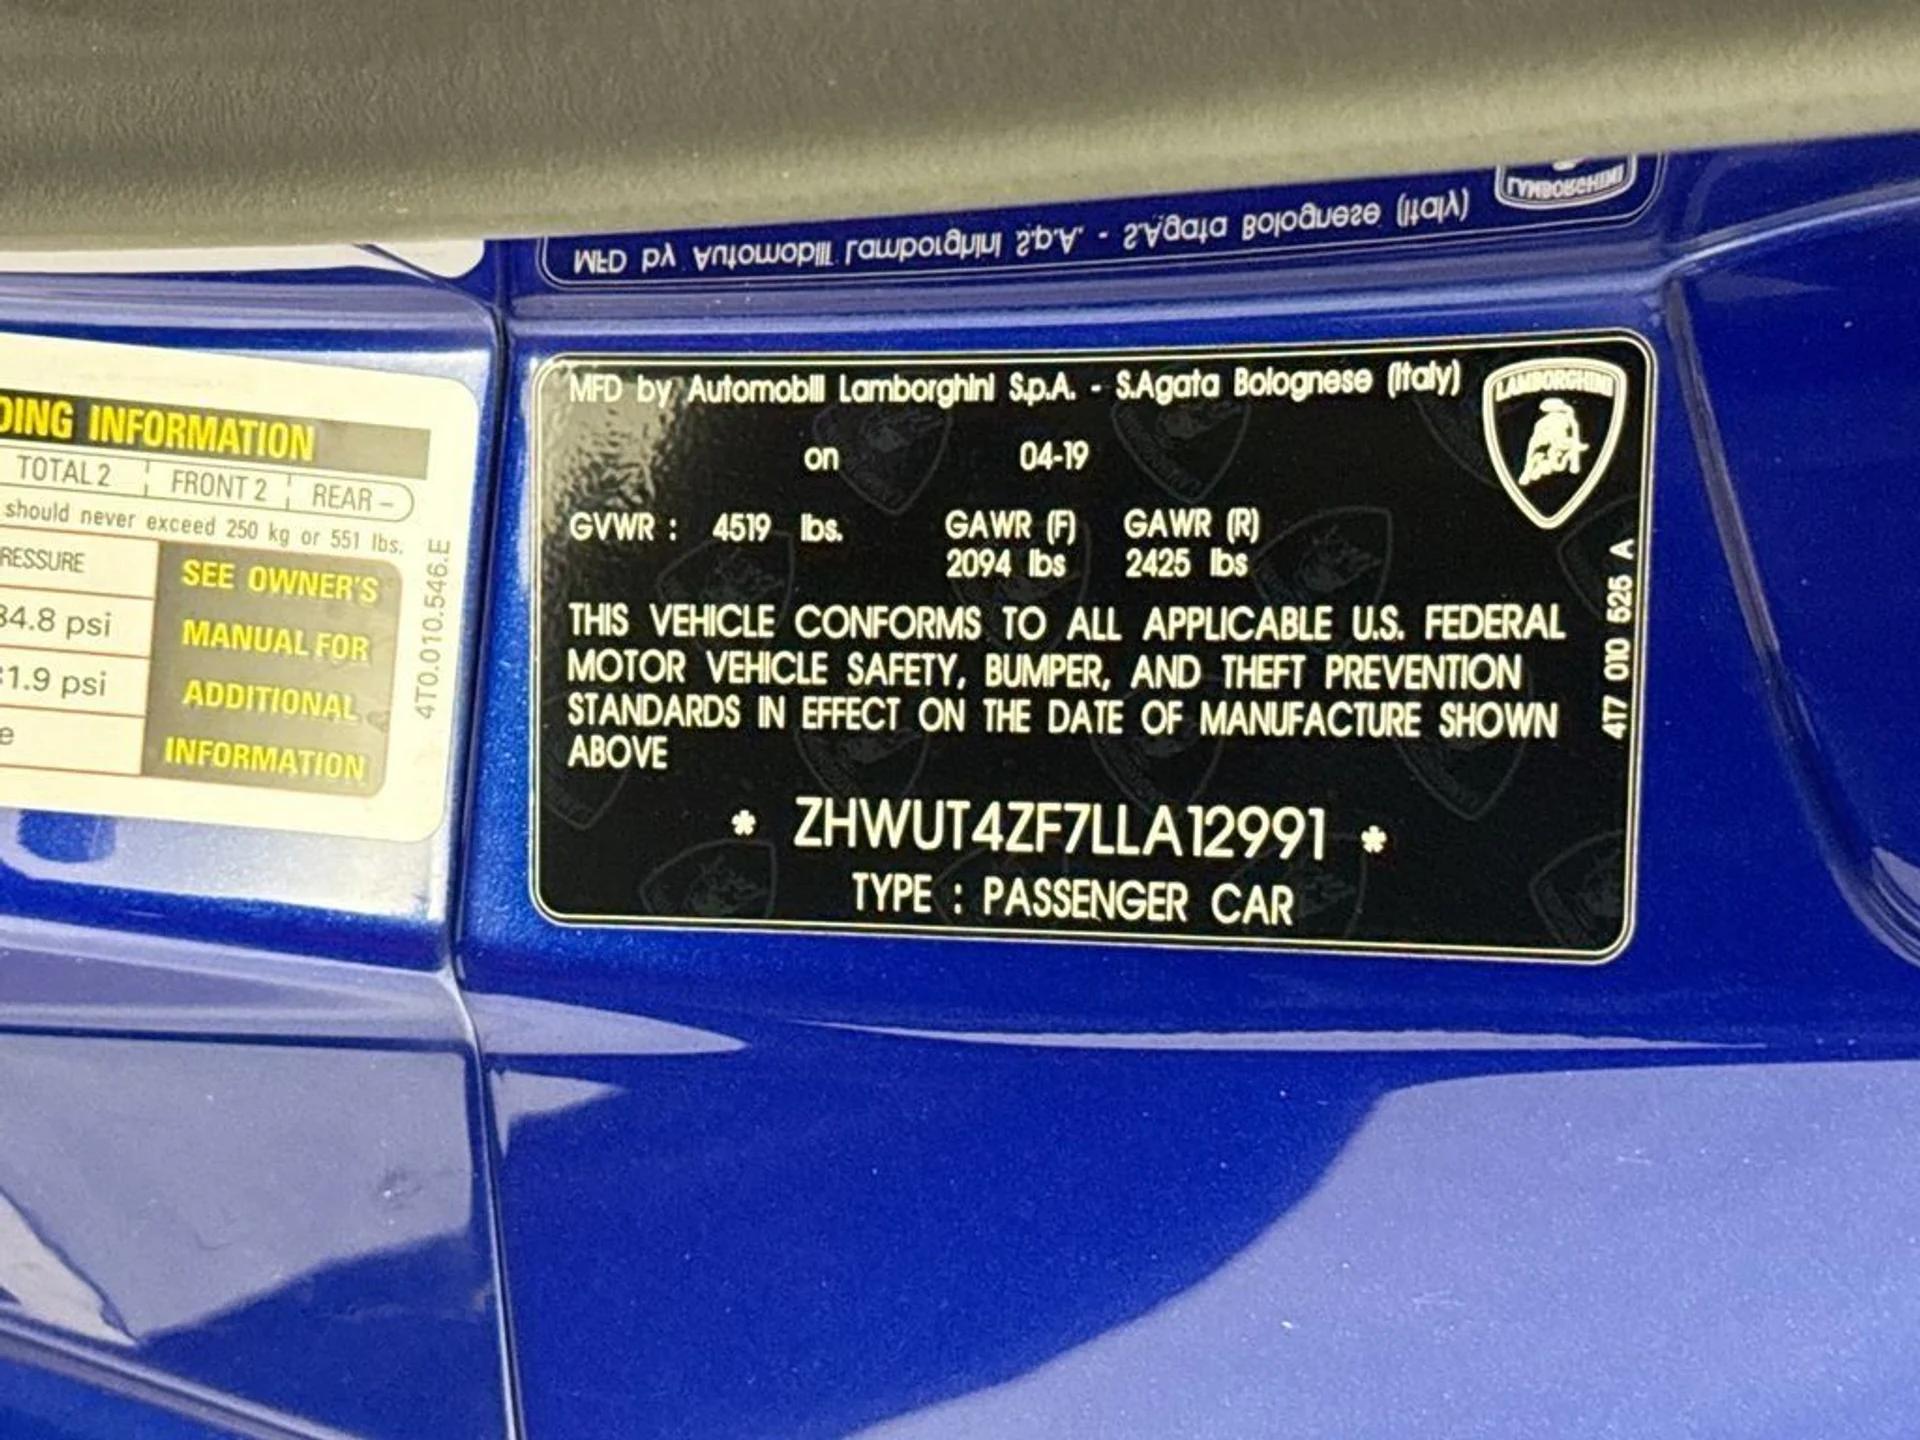 MFD by Automobili Lamborghini S.p.A. - S.Agata Bolognese (Italy)
LAMBORGHINI
MFD by Automobili Lamborghini S.p.A. - S.Agata Bolognese (Italy)
LAMBORGHINI
on 04-19
GVWR : 4519 lbs. GAWR (F) GAWR (R)
2094 lbs 2425 lbs
THIS VEHICLE CONFORMS TO ALL APPLICABLE U.S. FEDERAL
MOTOR VEHICLE SAFETY, BUMPER, AND THEFT PREVENTION
STANDARDS IN EFFECT ON THE DATE OF MANUFACTURE SHOWN
ABOVE
* ZHWUT4ZF7LLA12991 *
TYPE : PASSENGER CAR
4T7 010 525 A
DING INFORMATION
TOTAL 2 FRONT 2 REAR -
should never exceed 250 kg or 551 lbs.
RESSURE
34.8 psi
31.9 psi
e
SEE OWNER'S
MANUAL FOR
ADDITIONAL
INFORMATION
4T0.010.546.E